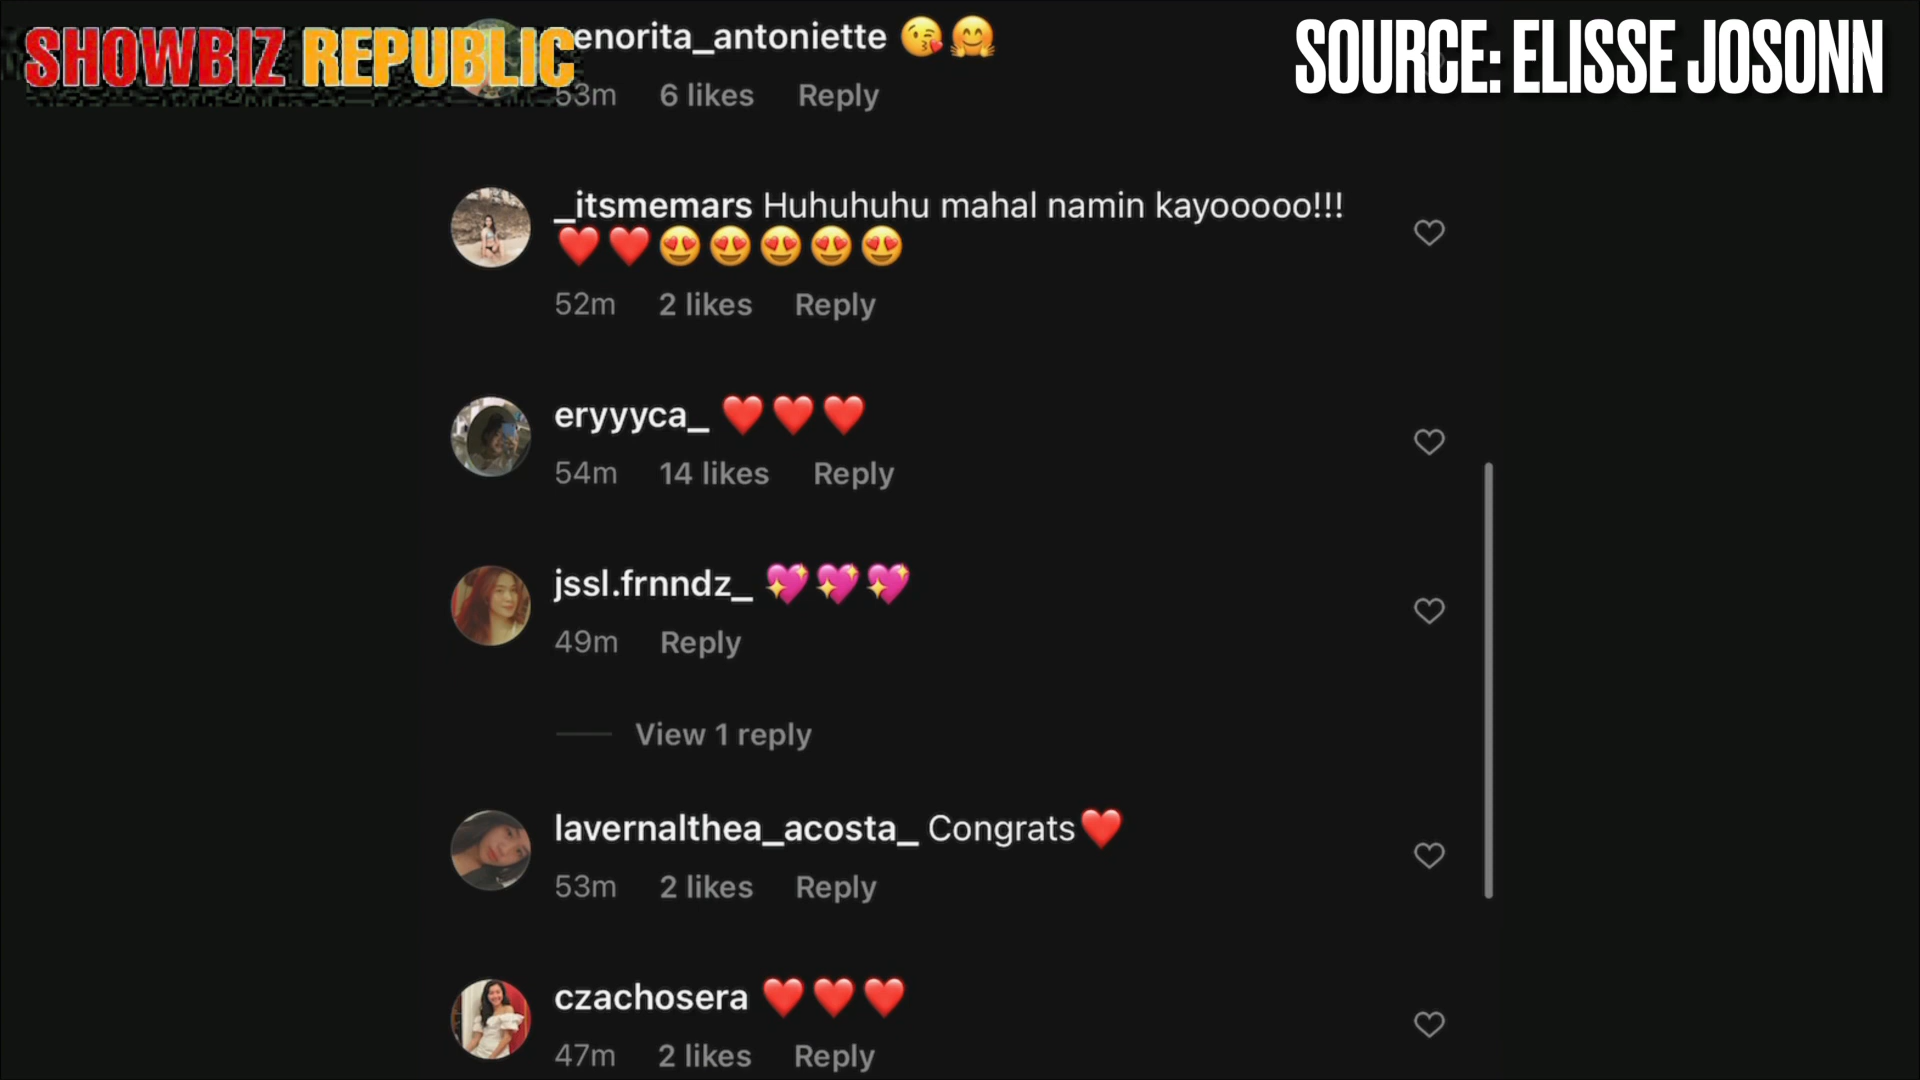 SHOWBIZ REPUBLIC
SOURCE: ELISSE JOSONN
enorita_antoniette 😘🤗
53m 6 likes Reply
_itsmemars Huhuhuhu mahal namin kayooooo!!!
❤️❤️😍😍😍😍😍
52m 2 likes Reply
eryyyca_ ❤️❤️❤️
54m 14 likes Reply
jssl.frnndz_ 💖💖💖
49m Reply
View 1 reply
lavernalthea_acosta_ Congrats❤️
53m 2 likes Reply
czachosera ❤️❤️❤️
47m 2 likes Reply